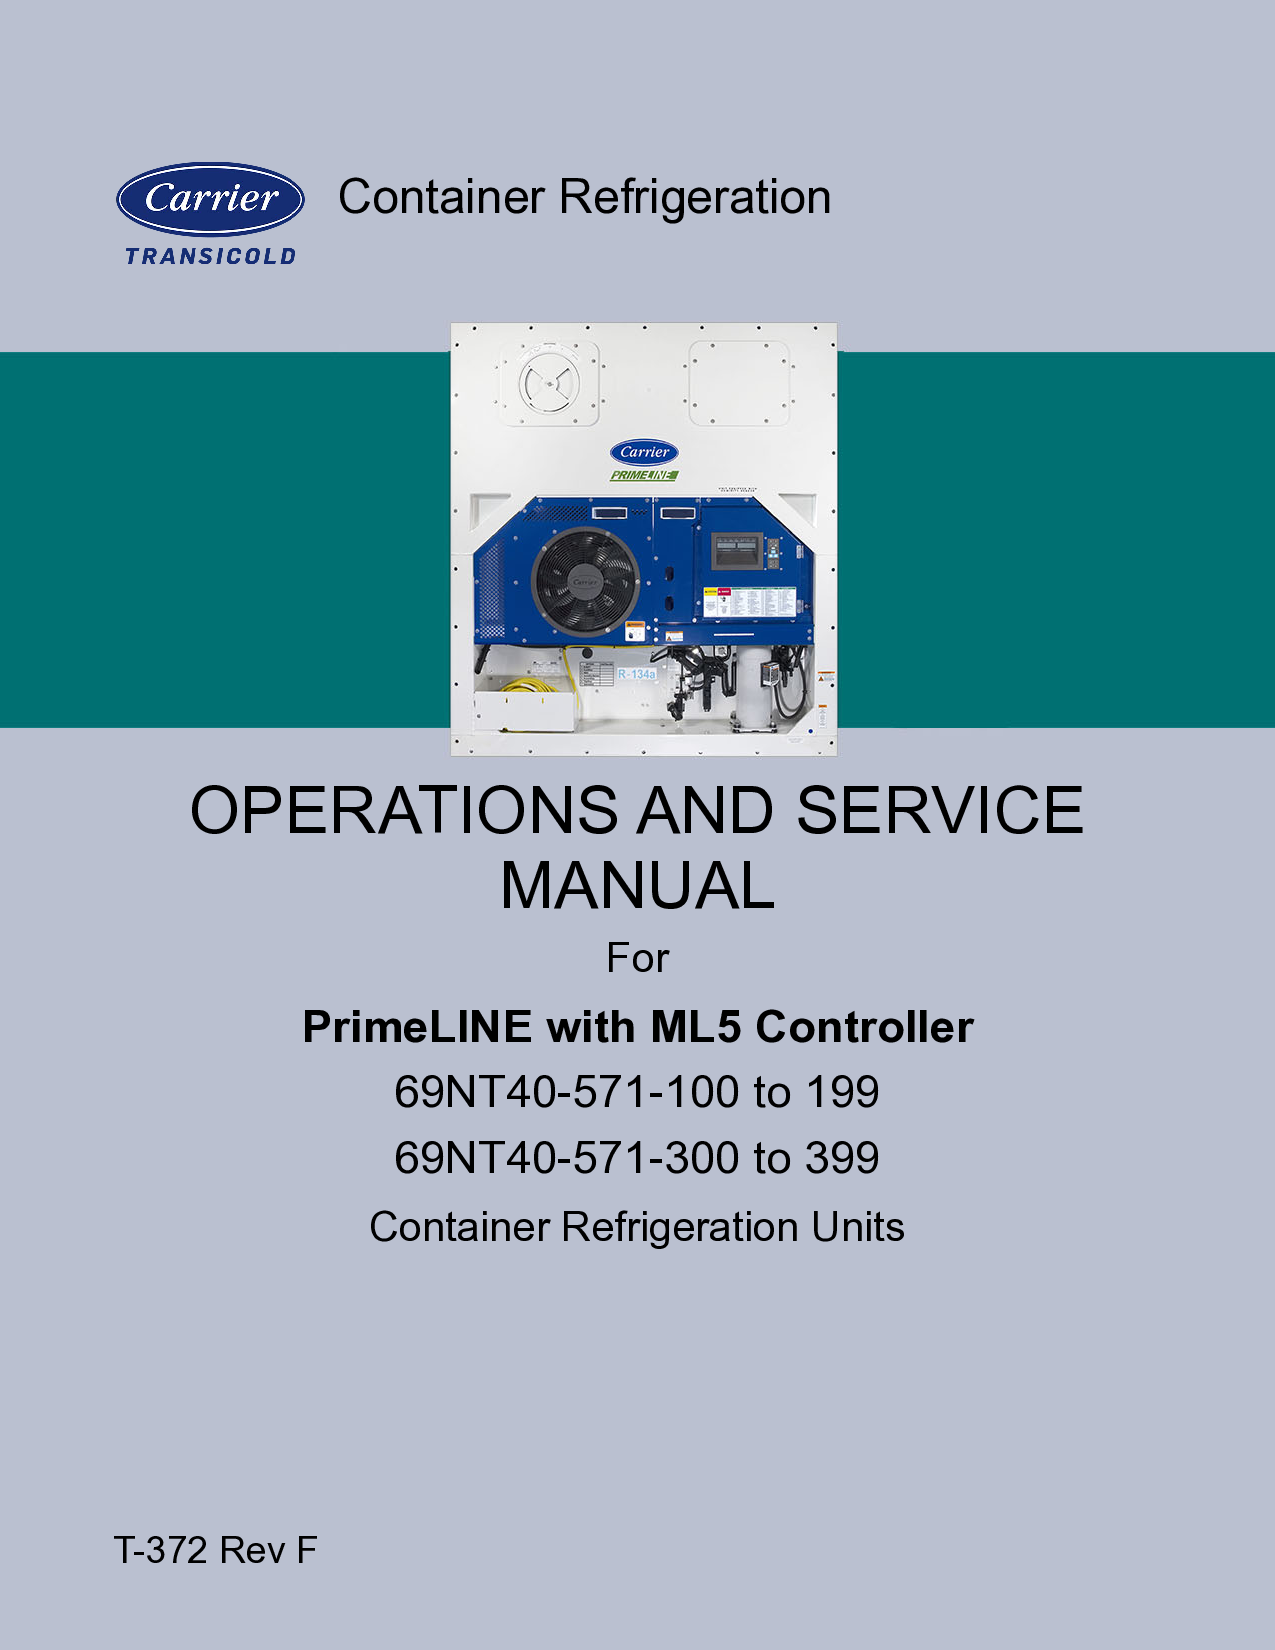 Carrier
TRANSICOLD
Container Refrigeration
Carrier
PRIMELINE
Carrier
R-134a
OPERATIONS AND SERVICE
MANUAL
For
PrimeLINE with ML5 Controller
69NT40-571-100 to 199
69NT40-571-300 to 399
Container Refrigeration Units
T-372 Rev F